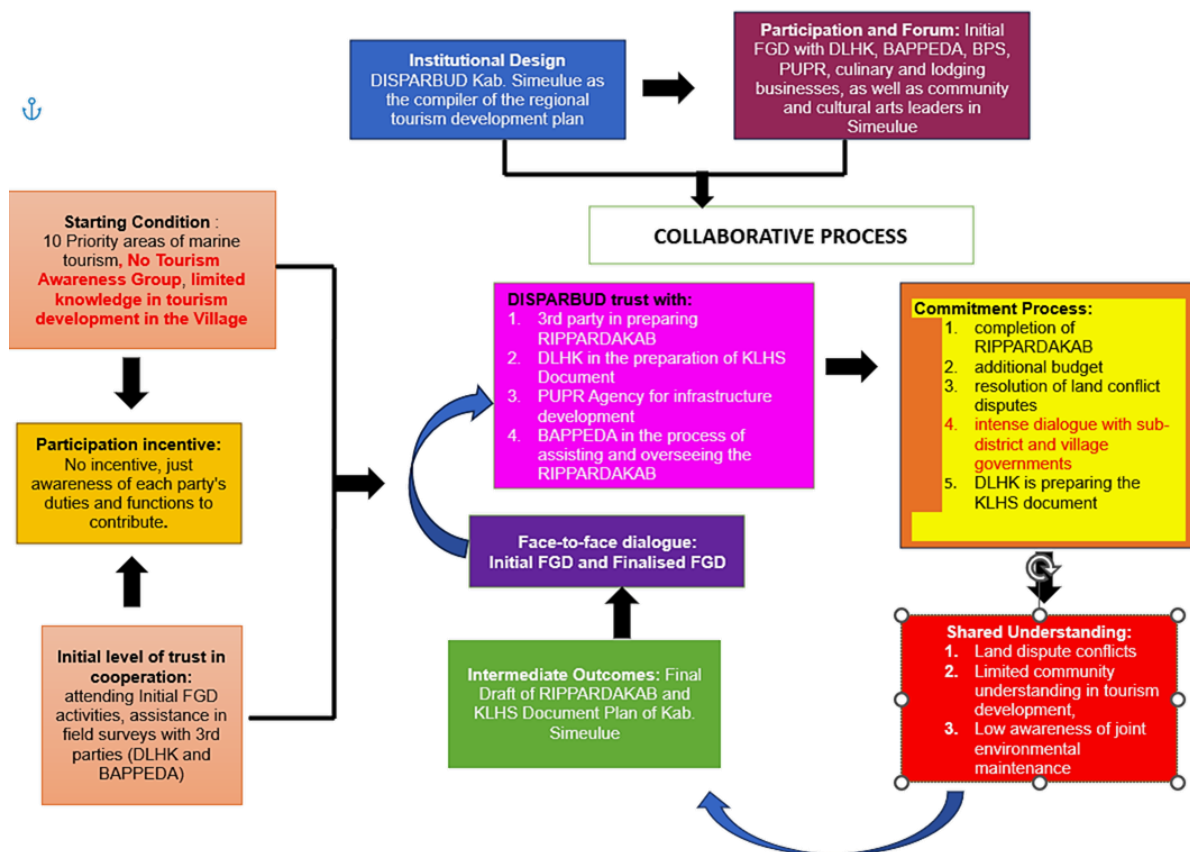 Institutional Design
DISPARBUD Kab. Simeulue as
the compiler of the regional
tourism development plan
Participation and Forum: Initial
FGD with DLHK, BAPPEDA, BPS,
PUPR, culinary and lodging
businesses, as well as community
and cultural arts leaders in
Simeulue
COLLABORATIVE PROCESS
Starting Condition :
10 Priority areas of marine
tourism, No Tourism
Awareness Group, limited
knowledge in tourism
development in the Village
Participation incentive:
No incentive, just
awareness of each party's
duties and functions to
contribute.
Initial level of trust in
cooperation:
attending Initial FGD
activities, assistance in
field surveys with 3rd
parties (DLHK and
BAPPEDA)
DISPARBUD trust with:
1. 3rd party in preparing
RIPPARDAKAB
2. DLHK in the preparation of KLHS
Document
3. PUPR Agency for infrastructure
development
4. BAPPEDA in the process of
assisting and overseeing the
RIPPARDAKAB
Commitment Process:
1. completion of
RIPPARDAKAB
2. additional budget
3. resolution of land conflict
disputes
4. intense dialogue with sub-
district and village
governments
5. DLHK is preparing the
KLHS document
Face-to-face dialogue:
Initial FGD and Finalised FGD
Intermediate Outcomes: Final
Draft of RIPPARDAKAB and
KLHS Document Plan of Kab.
Simeulue
Shared Understanding:
1. Land dispute conflicts
2. Limited community
understanding in tourism
development,
3. Low awareness of joint
environmental
maintenance